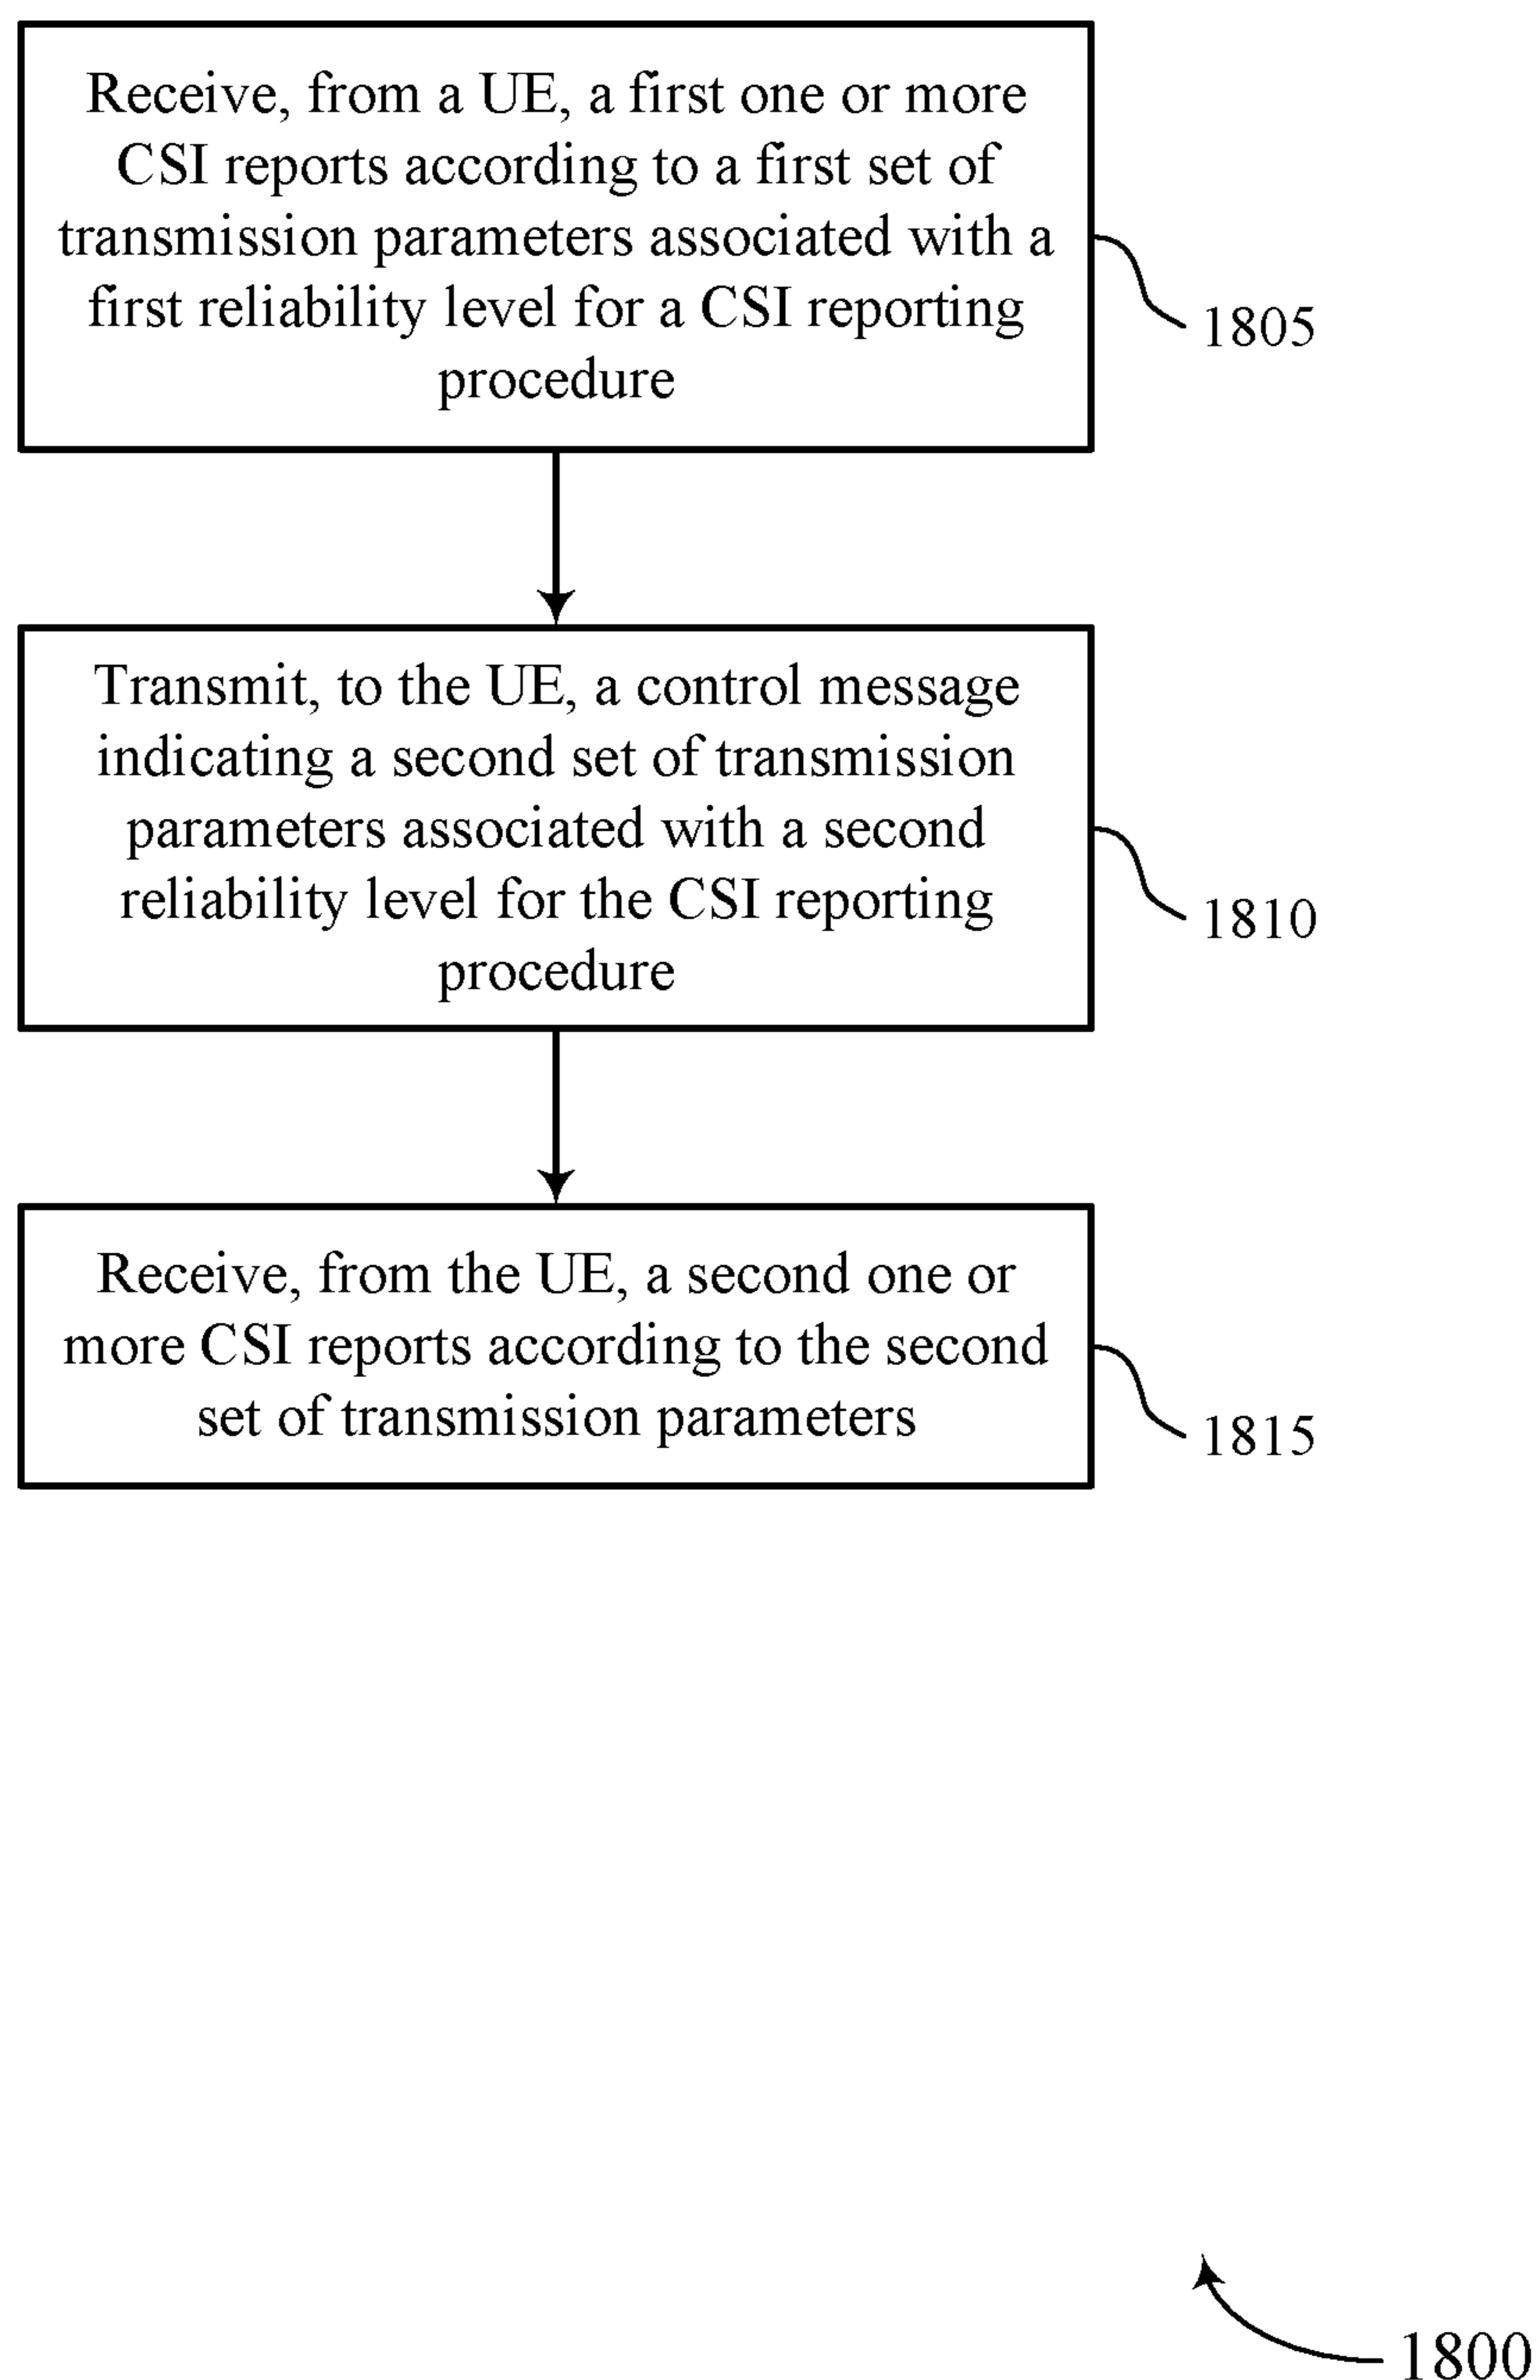 Receive, from a UE, a first one or more
CSI reports according to a first set of
transmission parameters associated with a
first reliability level for a CSI reporting
procedure
1805
Transmit, to the UE, a control message
indicating a second set of transmission
parameters associated with a second
reliability level for the CSI reporting
procedure
1810
Receive, from the UE, a second one or
more CSI reports according to the second
set of transmission parameters
1815
1800